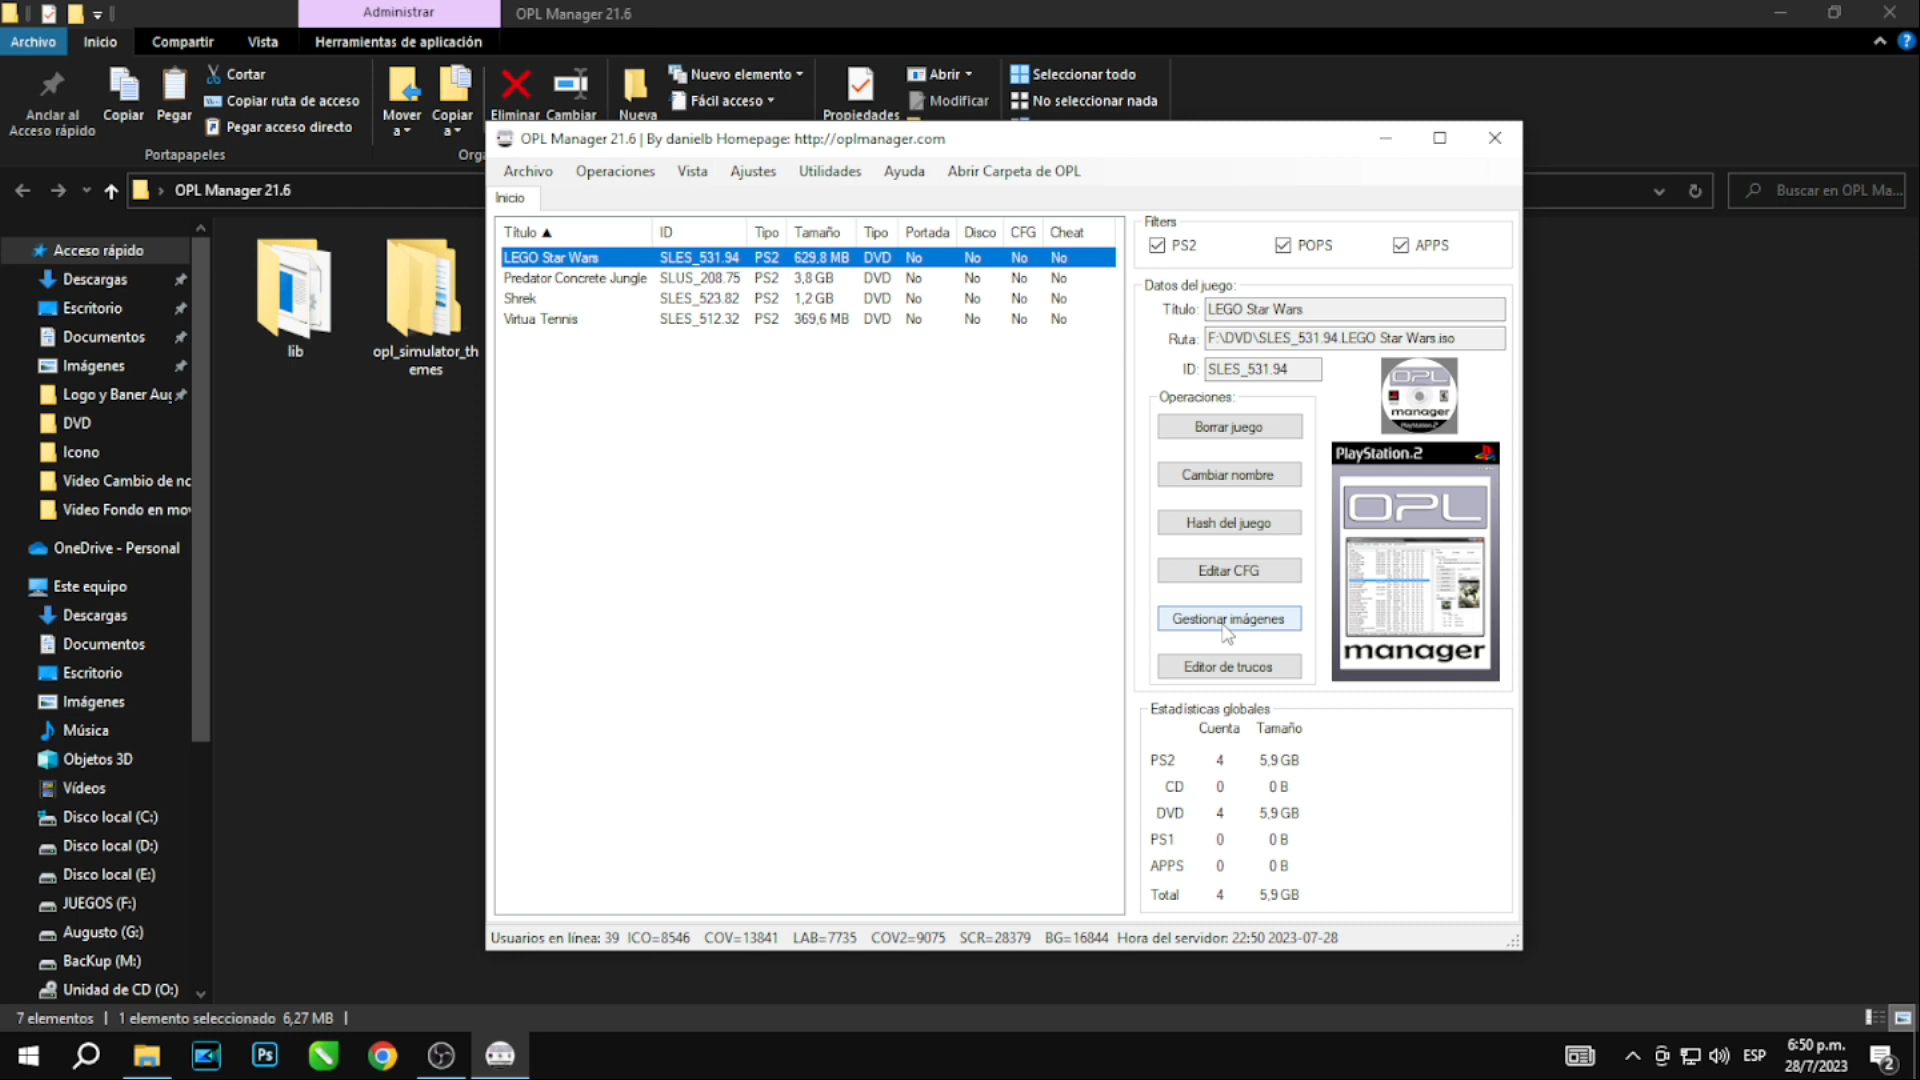 Administrar
OPL Manager 21.6
Archivo
Inicio
Compartir
Vista
Herramientas de aplicación
Anclar al
Acceso rápido
Copiar
Pegar
Cortar
Copiar ruta de acceso
Pegar acceso directo
Portapapeles
Mover
a
Copiar
a
Eliminar
Cambiar
Nueva
Nuevo elemento
Fácil acceso
Propiedades
Abrir
Modificar
Seleccionar todo
No seleccionar nada
Orga
OPL Manager 21.6
Buscar en OPL Ma...
Acceso rápido
Descargas
Escritorio
Documentos
Imágenes
Logo y Baner Aug
DVD
Icono
Video Cambio de nc
Video Fondo en mov
OneDrive - Personal
Este equipo
Descargas
Documentos
Escritorio
Imágenes
Música
Objetos 3D
Vídeos
Disco local (C:)
Disco local (D:)
Disco local (E:)
JUEGOS (F:)
Augusto (G:)
BacKup (M:)
Unidad de CD (O:)
lib
opl_simulator_th
emes
7 elementos
1 elemento seleccionado 6,27 MB
OPL Manager 21.6 | By danielb Homepage: http://oplmanager.com
Archivo
Operaciones
Vista
Ajustes
Utilidades
Ayuda
Abrir Carpeta de OPL
Inicio
Título ID Tipo Tamaño Tipo Portada Disco CFG Cheat
LEGO Star Wars SLES_531.94 PS2 629,8 MB DVD No No No No
Predator Concrete Jungle SLUS_208.75 PS2 3,8 GB DVD No No No No
Shrek SLES_523.82 PS2 1,2 GB DVD No No No No
Virtua Tennis SLES_512.32 PS2 369,6 MB DVD No No No No
Filters
PS2
POPS
APPS
Datos del juego:
Título: LEGO Star Wars
Ruta: F:\DVD\SLES_531.94.LEGO Star Wars.iso
ID: SLES_531.94
Operaciones:
Borrar juego
Cambiar nombre
Hash del juego
Editar CFG
Gestionar imágenes
Editor de trucos
OPL
manager
PlayStation.2
OPL
manager
Estadísticas globales
Cuenta Tamaño
PS2 4 5,9 GB
CD 0 0 B
DVD 4 5,9 GB
PS1 0 0 B
APPS 0 0 B
Total 4 5,9 GB
Usuarios en línea: 39 ICO=8546 COV=13841 LAB=7735 COV2=9075 SCR=28379 BG=16844 Hora del servidor: 22:50 2023-07-28
Ps
ESP
6:50 p.m.
28/7/2023
2